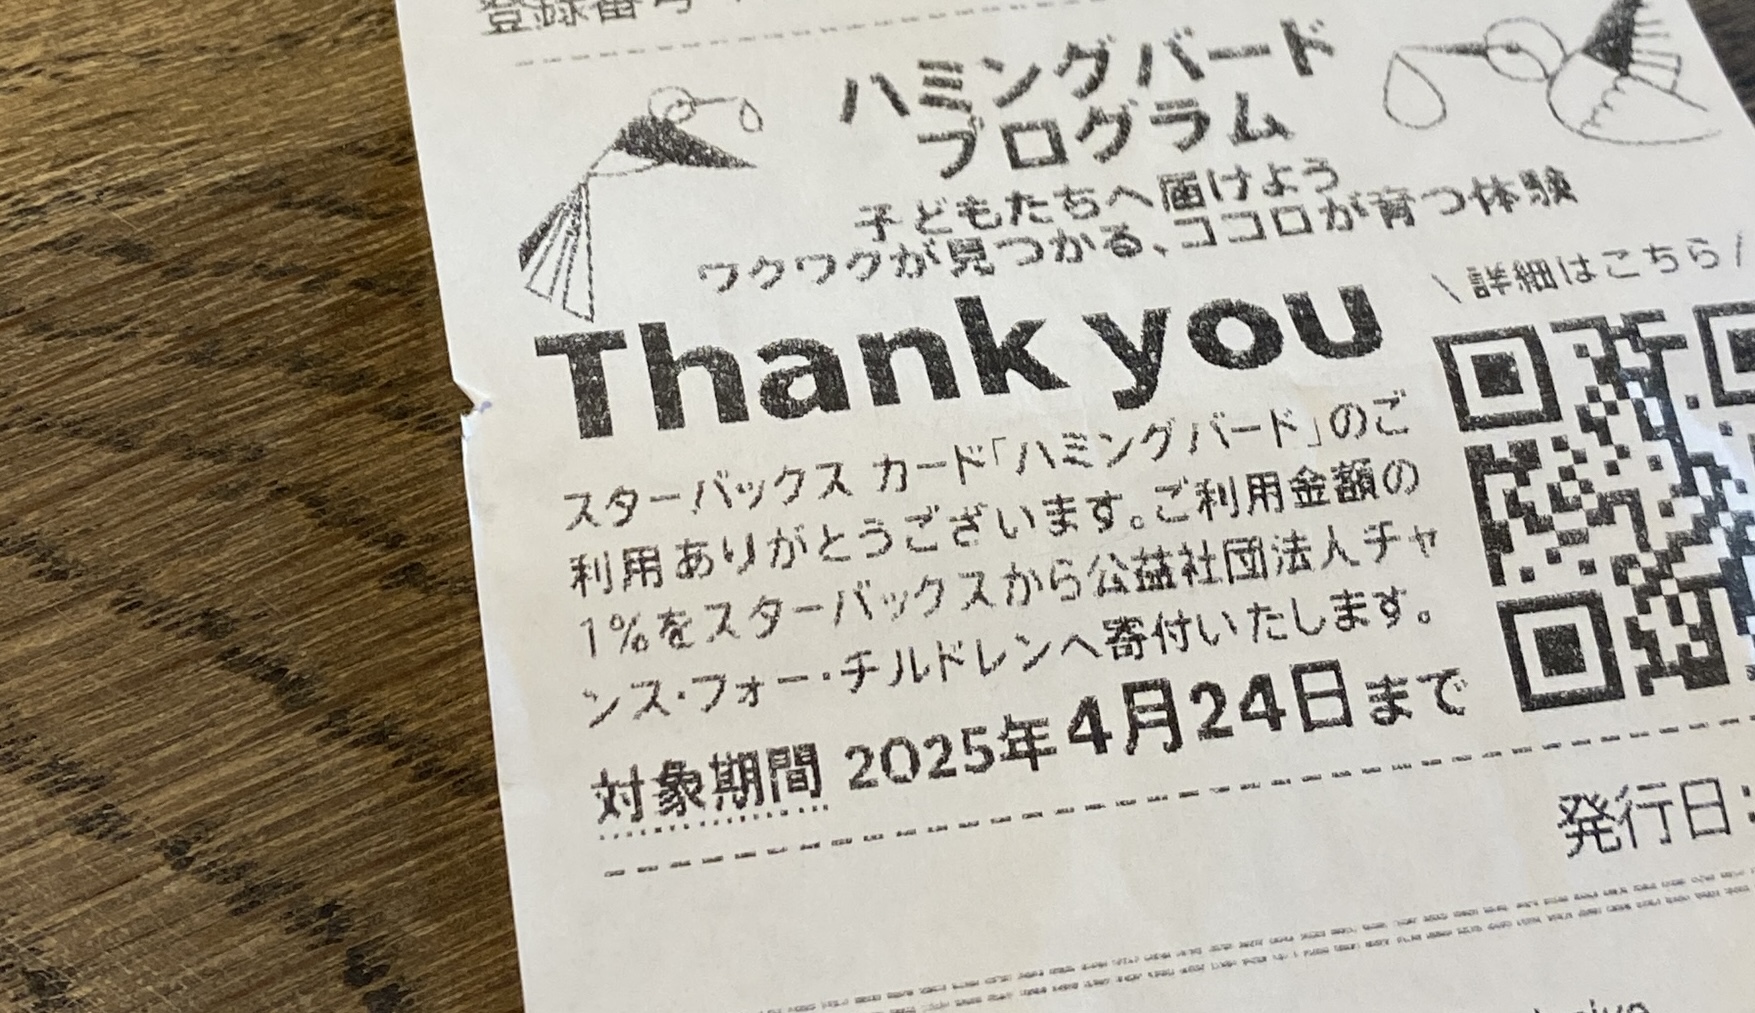 登録番号
ハミングバード
プログラム
子どもたちへ届けよう
ワクワクが見つかる、ココロが育つ体験
\詳細はこちら/
Thank you
スターバックス カード「ハミングバード」のご
利用ありがとうございます。ご利用金額の
1%をスターバックスから公益社団法人チャ
ンス・フォー・チルドレンへ寄付いたします。
対象期間 2025年4月24日まで
発行日: